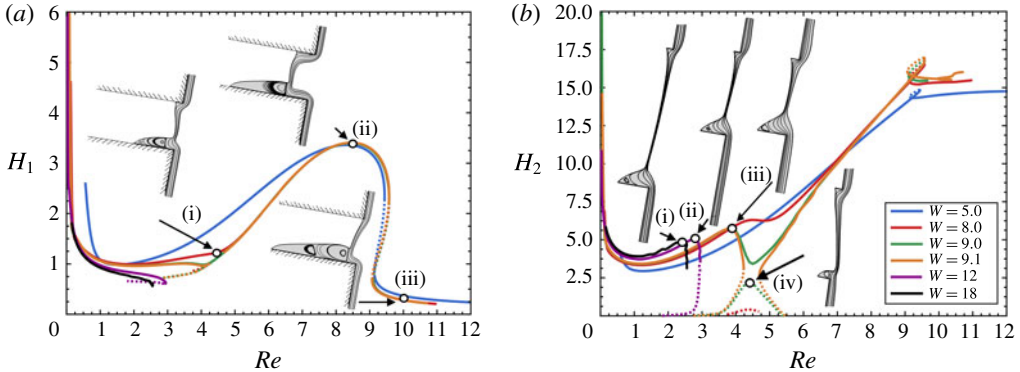 (a)
6
5
4
3
2
1
H1
0 1 2 3 4 5 6 7 8 9 10 11 12
Re
(i)
(ii)
(iii)
(b)
20.0
17.5
15.0
12.5
10.0
7.5
5.0
2.5
H2
0 1 2 3 4 5 6 7 8 9 10 11 12
Re
(i)
(ii)
(iii)
(iv)
W = 5.0
W = 8.0
W = 9.0
W = 9.1
W = 12
W = 18